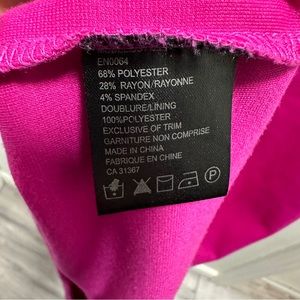 EN0064
68% POLYESTER
28% RAYON/RAYONNE
4% SPANDEX
DOUBLURE/LINING
100%POLYESTER
EXCLUSIVE OF TRIM
GARNITURE NON COMPRISE
MADE IN CHINA
FABRIQUE EN CHINE
CA 31367
P